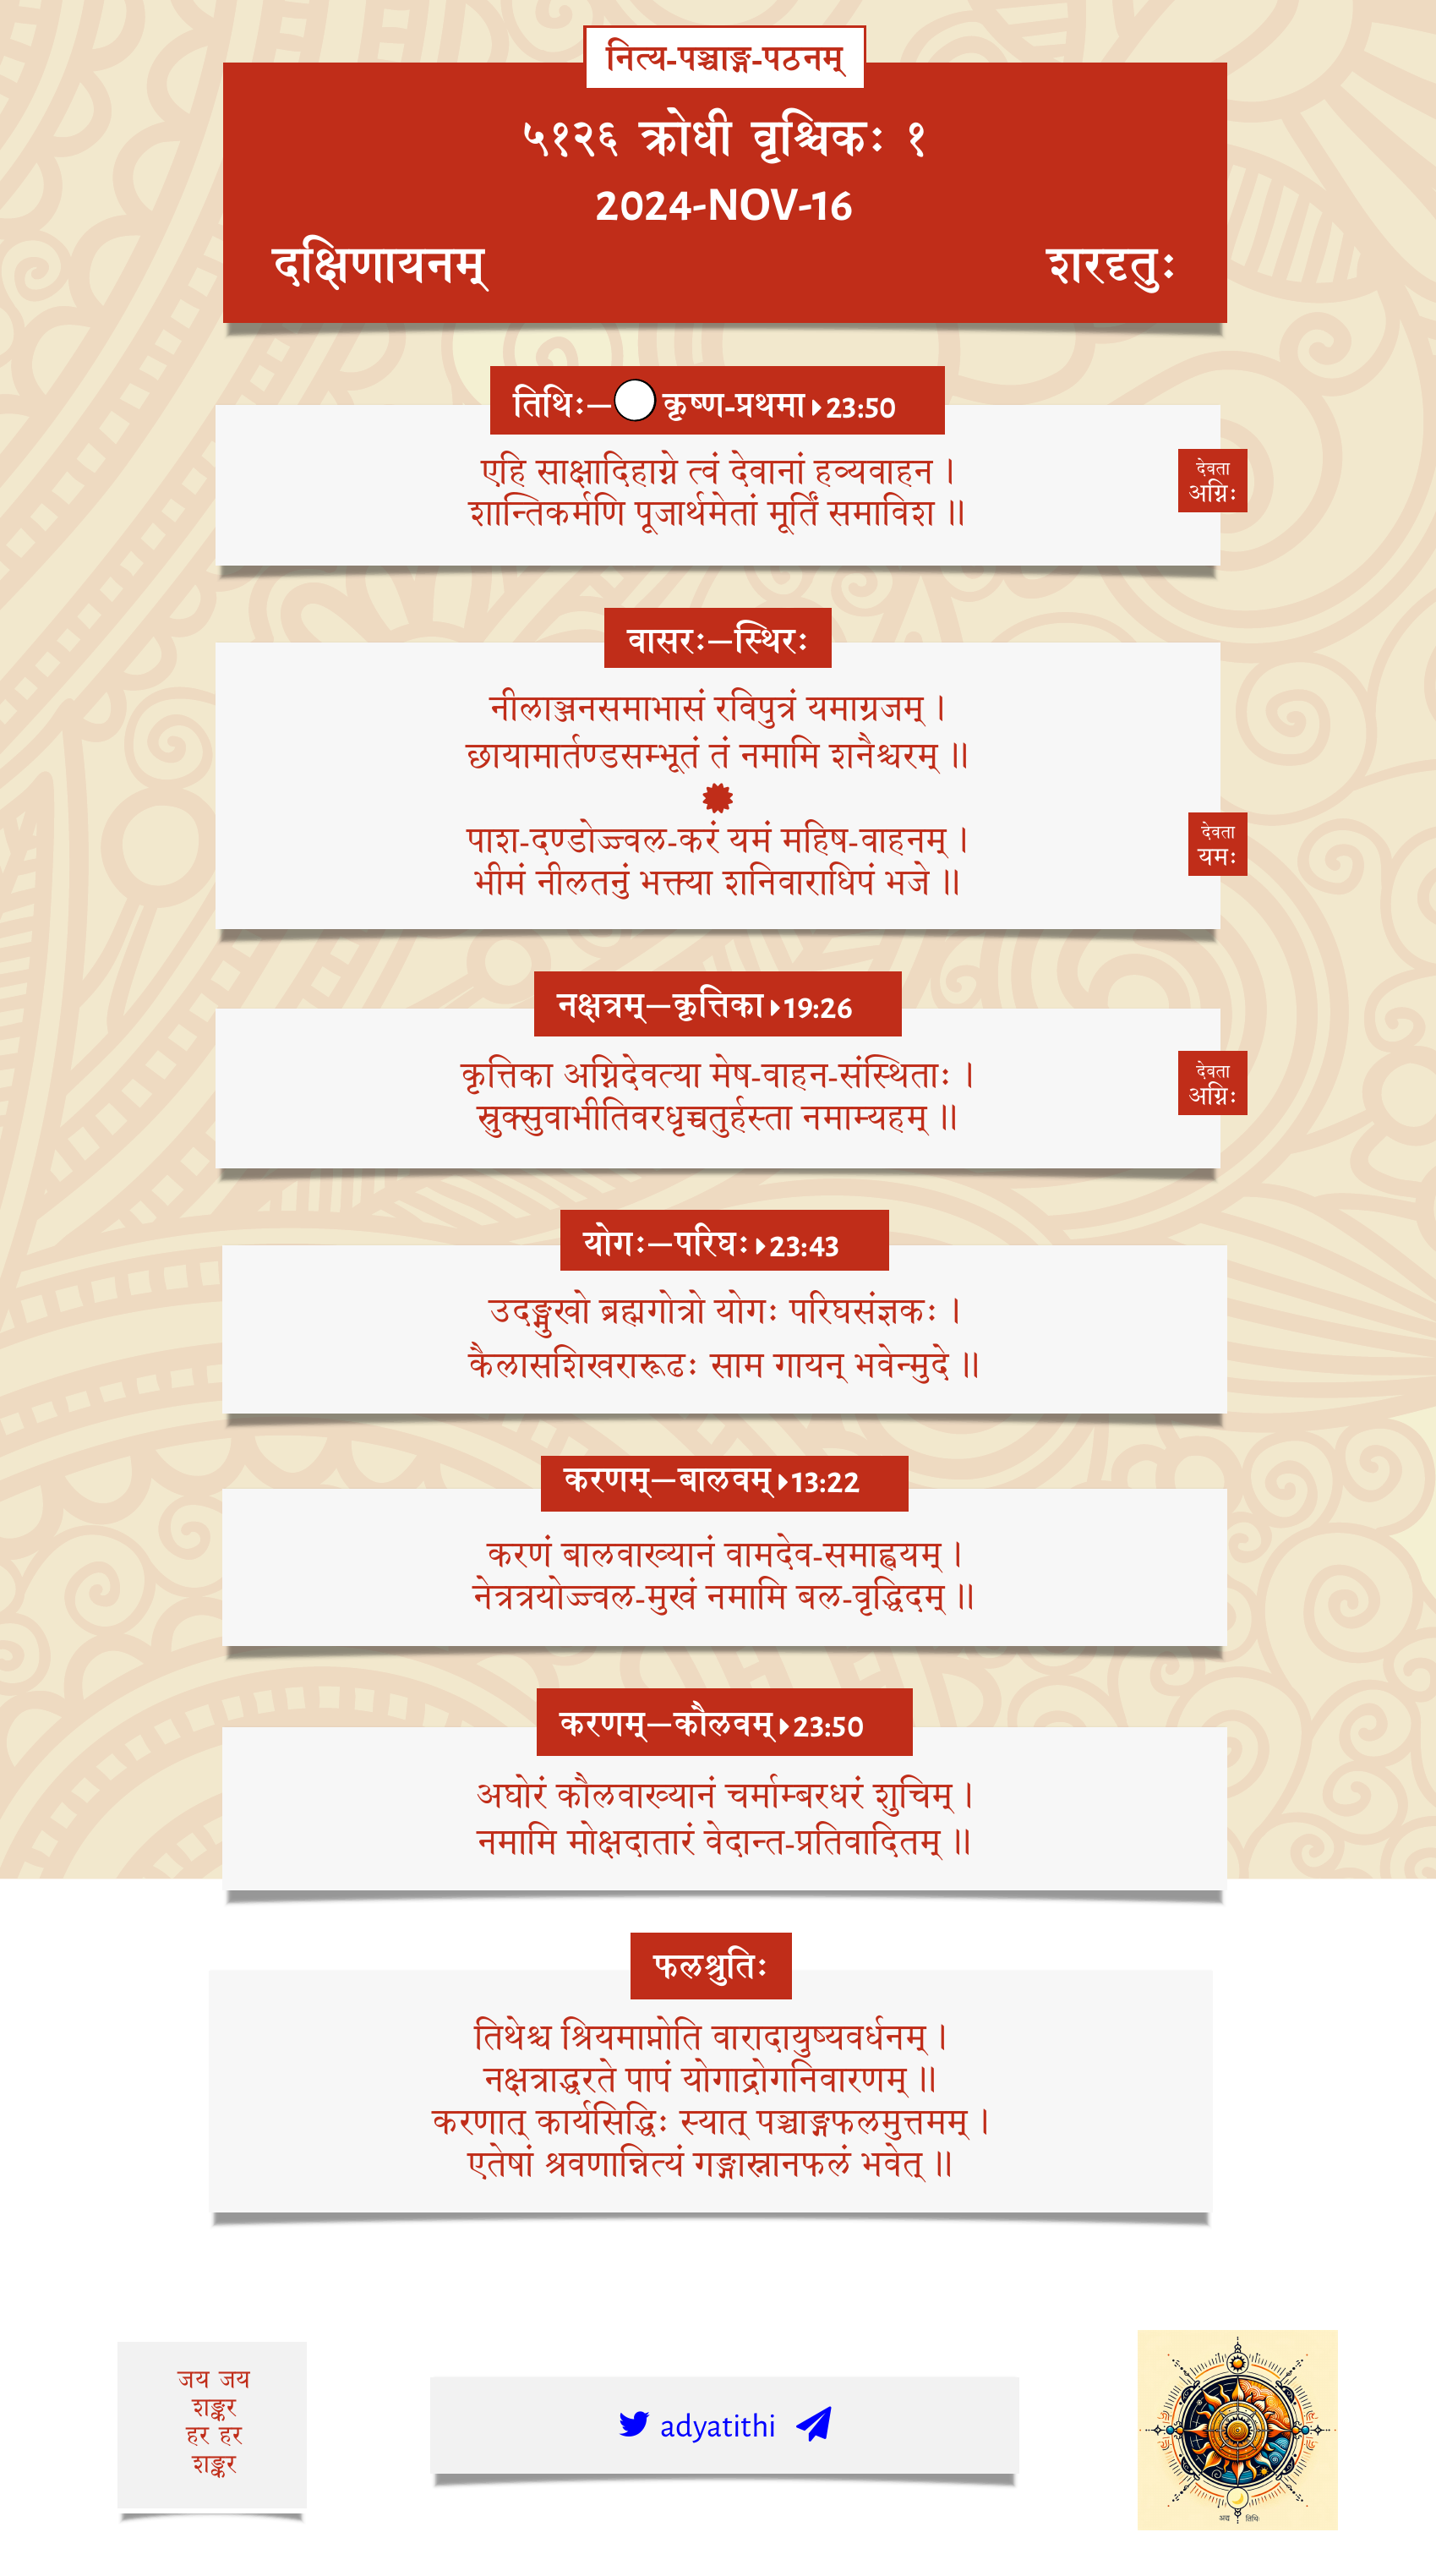 नित्य-पञ्चाङ्ग-पठनम्
५१२६ क्रोधी वृश्चिकः १
2024-NOV-16
दक्षिणायनम् शरदृतुः
तिथिः—कृष्ण-प्रथमा 23:50
एहि साक्षादिहाग्ने त्वं देवानां हव्यवाहन ।
शान्तिकर्मणि पूजार्थमेतां मूर्तिं समाविश ॥
देवता
अग्निः
वासरः—स्थिरः
नीलाञ्जनसमाभासं रविपुत्रं यमाग्रजम् ।
छायामार्तण्डसम्भूतं तं नमामि शनैश्चरम् ॥
पाश-दण्डोज्ज्वल-करं यमं महिष-वाहनम् ।
भीमं नीलतनुं भक्त्या शनिवाराधिपं भजे ॥
देवता
यमः
नक्षत्रम्—कृत्तिका 19:26
कृत्तिका अग्निदेवत्या मेष-वाहन-संस्थिताः ।
स्रुक्सुवाभीतिवरधृच्चतुर्हस्ता नमाम्यहम् ॥
देवता
अग्निः
योगः—परिघः 23:43
उदङ्मुखो ब्रह्मगोत्रो योगः परिघसंज्ञकः ।
कैलासशिखरारूढः साम गायन् भवेन्मुदे ॥
करणम्—बालवम् 13:22
करणं बालवाख्यानं वामदेव-समाह्वयम् ।
नेत्रत्रयोज्ज्वल-मुखं नमामि बल-वृद्धिदम् ॥
करणम्—कौलवम् 23:50
अघोरं कौलवाख्यानं चर्माम्बरधरं शुचिम् ।
नमामि मोक्षदातारं वेदान्त-प्रतिवादितम् ॥
फलश्रुतिः
तिथेश्च श्रियमाप्नोति वारादायुष्यवर्धनम् ।
नक्षत्राद्धरते पापं योगाद्रोगनिवारणम् ॥
करणात् कार्यसिद्धिः स्यात् पञ्चाङ्गफलमुत्तमम् ।
एतेषां श्रवणान्नित्यं गङ्गास्नानफलं भवेत् ॥
जय जय
शङ्कर
हर हर
शङ्कर
adyatithi
अद्य तिथिः